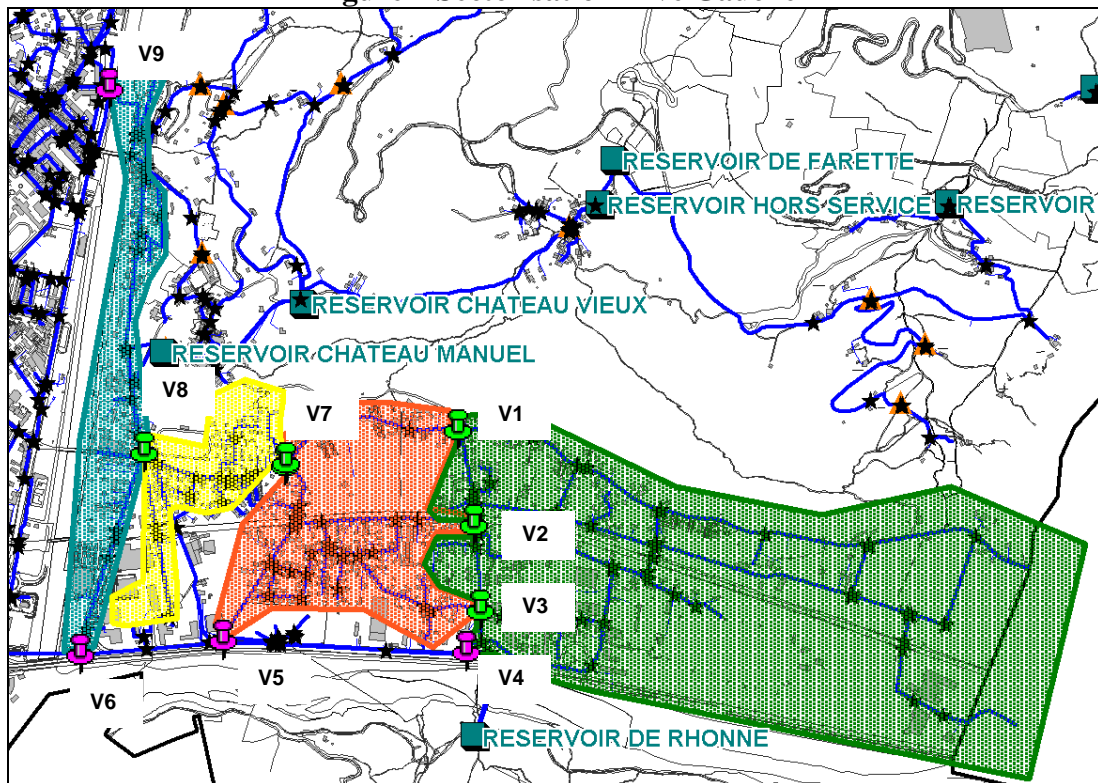 V9
RESERVOIR DE FARETTE
RESERVOIR HORS SERVICE
RESERVOIR
RESERVOIR CHATEAU VIEUX
RESERVOIR CHATEAU MANUEL
V8
V7
V1
V2
V3
V5
V4
V6
RESERVOIR DE RHONNE